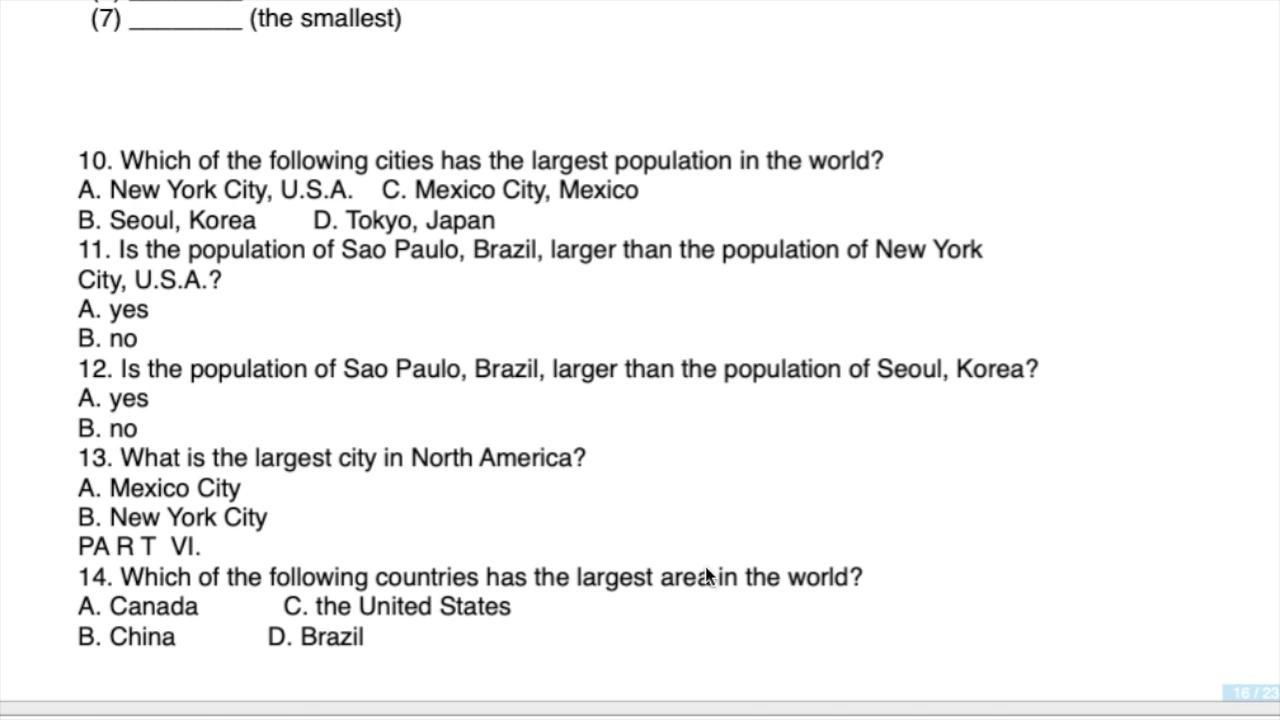 (7) ________ (the smallest)
10. Which of the following cities has the largest population in the world?
A. New York City, U.S.A. C. Mexico City, Mexico
B. Seoul, Korea D. Tokyo, Japan
11. Is the population of Sao Paulo, Brazil, larger than the population of New York
City, U.S.A.?
A. yes
B. no
12. Is the population of Sao Paulo, Brazil, larger than the population of Seoul, Korea?
A. yes
B. no
13. What is the largest city in North America?
A. Mexico City
B. New York City
PA R T VI.
14. Which of the following countries has the largest area in the world?
A. Canada C. the United States
B. China D. Brazil
16 / 23